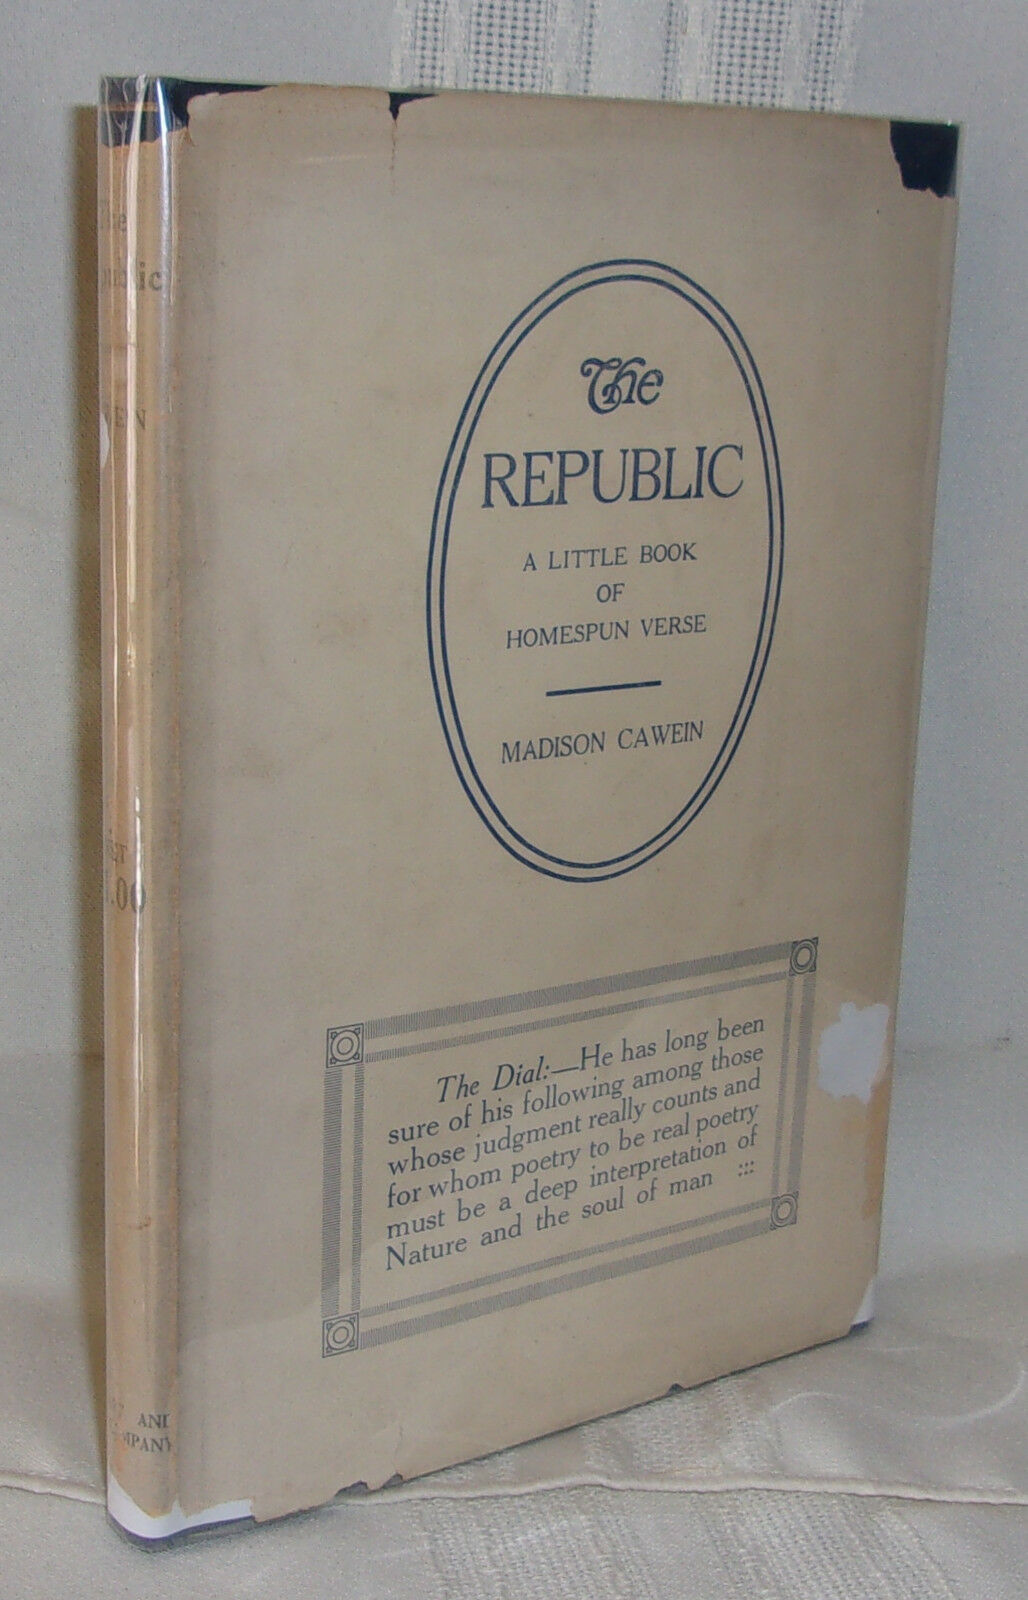 The
REPUBLIC
A LITTLE BOOK
OF
HOMESPUN VERSE
MADISON CAWEIN
The Dial:—He has long been
sure of his following among those
whose judgment really counts and
for whom poetry to be real poetry
must be a deep interpretation of
Nature and the soul of man :::
.00
AND